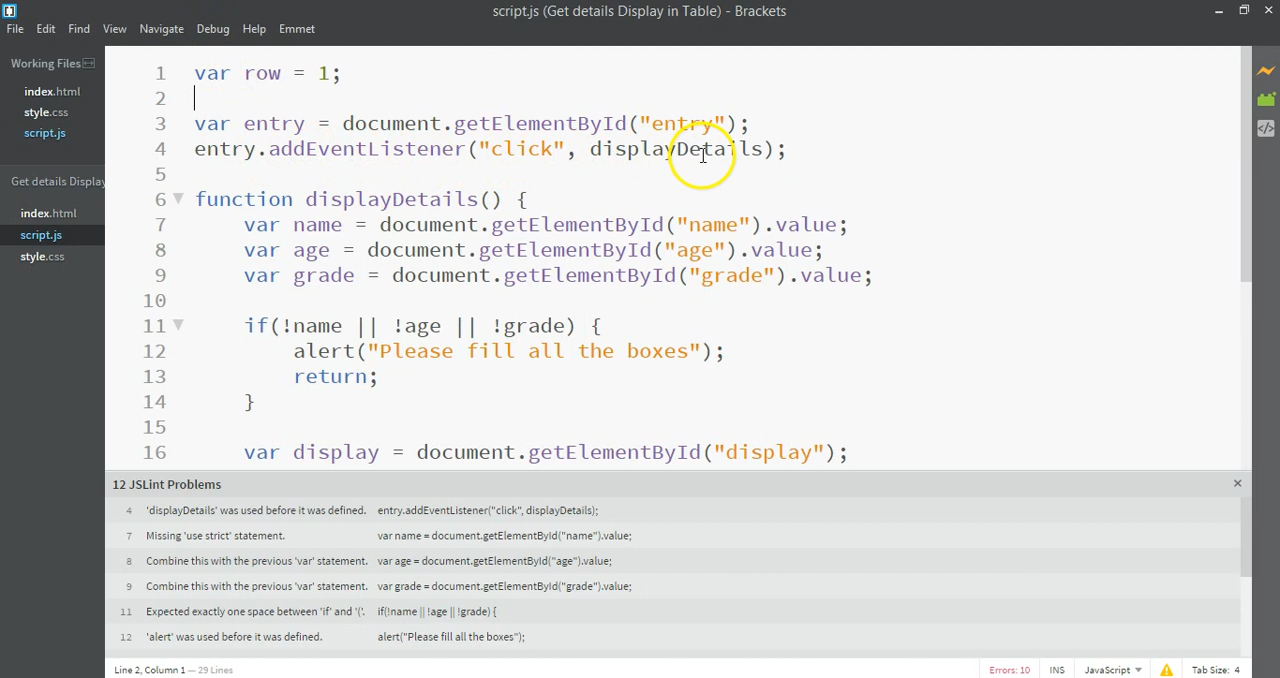 script.js (Get details Display in Table) - Brackets
File Edit Find View Navigate Debug Help Emmet
Working Files
index.html
style.css
script.js
Get details Display
index.html
script.js
style.css
1 var row = 1;
2
3 var entry = document.getElementById("entry");
4 entry.addEventListener("click", displayDetails);
5
6 function displayDetails() {
7 var name = document.getElementById("name").value;
8 var age = document.getElementById("age").value;
9 var grade = document.getElementById("grade").value;
10
11 if(!name || !age || !grade) {
12 alert("Please fill all the boxes");
13 return;
14 }
15
16 var display = document.getElementById("display");
12 JSLint Problems
4 'displayDetails' was used before it was defined. entry.addEventListener("click", displayDetails);
7 Missing 'use strict' statement. var name = document.getElementById("name").value;
8 Combine this with the previous 'var' statement. var age = document.getElementById("age").value;
9 Combine this with the previous 'var' statement. var grade = document.getElementById("grade").value;
11 Expected exactly one space between 'if' and '('. if(!name || !age || !grade) {
12 'alert' was used before it was defined. alert("Please fill all the boxes");
Line 2, Column 1 — 29 Lines
Errors: 10 INS JavaScript Tab Size: 4